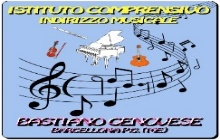 ISTITUTO COMPRENSIVO
INDIRIZZO MUSICALE
BASTIANO GENOVESE
BARCELLONA P.G. (ME)